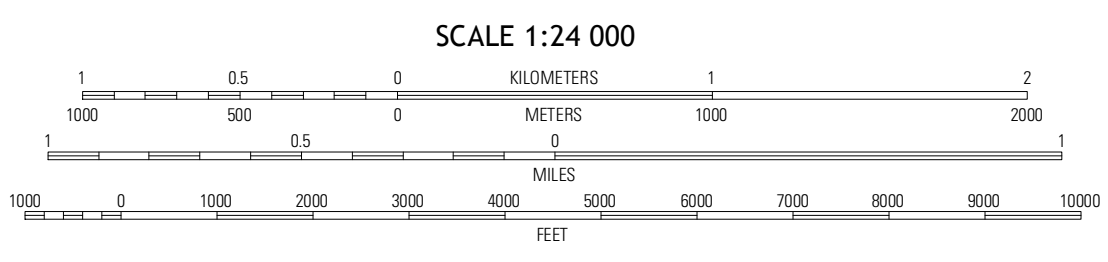 SCALE 1:24 000
1 0.5 0 KILOMETERS 1 2
1000 500 0 METERS 1000 2000
1 0.5 0 1
MILES
1000 0 1000 2000 3000 4000 5000 6000 7000 8000 9000 10000
FEET